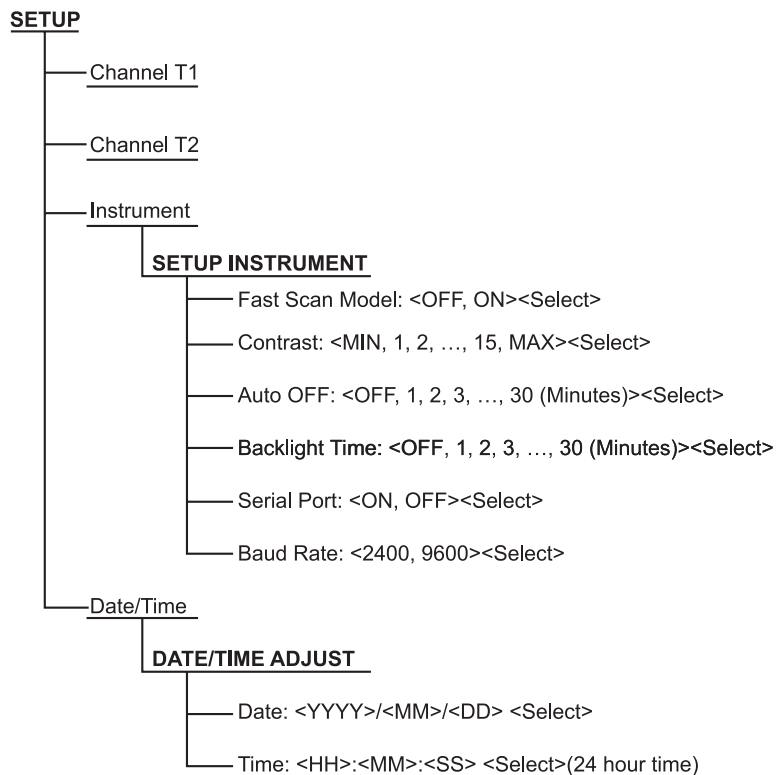 SETUP
Channel T1
Channel T2
Instrument
SETUP INSTRUMENT
Fast Scan Model: <OFF, ON><Select>
Contrast: <MIN, 1, 2, ..., 15, MAX><Select>
Auto OFF: <OFF, 1, 2, 3, ..., 30 (Minutes)><Select>
Backlight Time: <OFF, 1, 2, 3, ..., 30 (Minutes)><Select>
Serial Port: <ON, OFF><Select>
Baud Rate: <2400, 9600><Select>
Date/Time
DATE/TIME ADJUST
Date: <YYYY>/<MM>/<DD> <Select>
Time: <HH>:<MM>:<SS> <Select>(24 hour time)